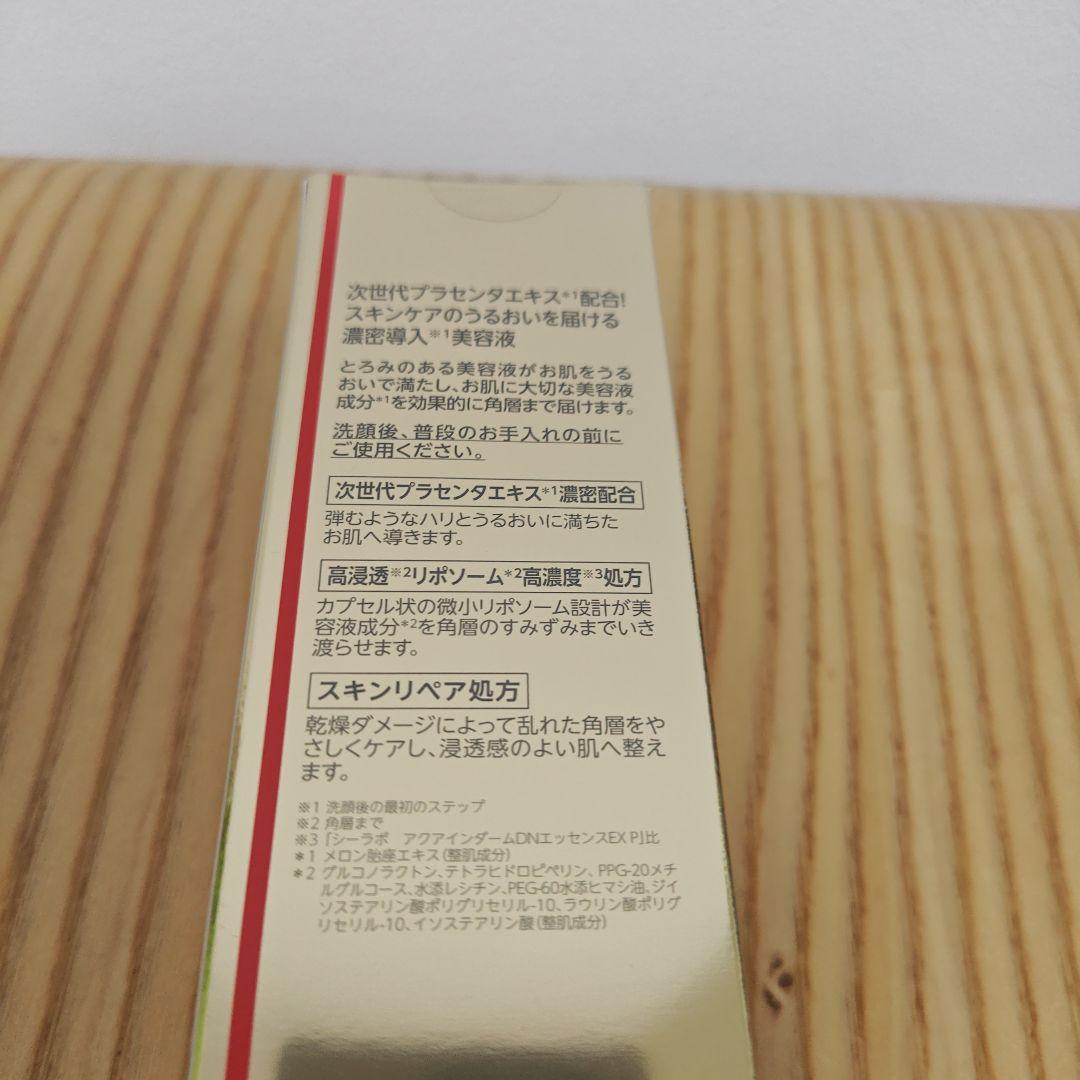 次世代プラセンタエキス*1配合!
スキンケアのうるおいを届ける
濃密導入※1美容液
とろみのある美容液がお肌をうる
おいで満たし、お肌に大切な美容液
成分*1を効果的に角層まで届けます。
洗顔後、普段のお手入れの前に
ご使用ください。
次世代プラセンタエキス*1濃密配合
弾むようなハリとうるおいに満ちた
お肌へ導きます。
高浸透※2リポソーム*2高濃度※3処方
カプセル状の微小リポソーム設計が美
容液成分*2を角層のすみずみまでいき
渡らせます。
スキンリペア処方
乾燥ダメージによって乱れた角層をや
さしくケアし、浸透感のよい肌へ整え
ます。
※1 洗顔後の最初のステップ
※2 角層まで
※3「シーラボ アクアインダームDNエッセンスEX P」比
*1 メロン胎座エキス(整肌成分)
*2 グルコノラクトン、テトラヒドロピペリン、PPG-20メチ
ルグルコース、水添レシチン、PEG-60水添ヒマシ油、ジイ
ソステアリン酸ポリグリセリル-10、ラウリン酸ポリグ
リセリル-10、イソステアリン酸(整肌成分)